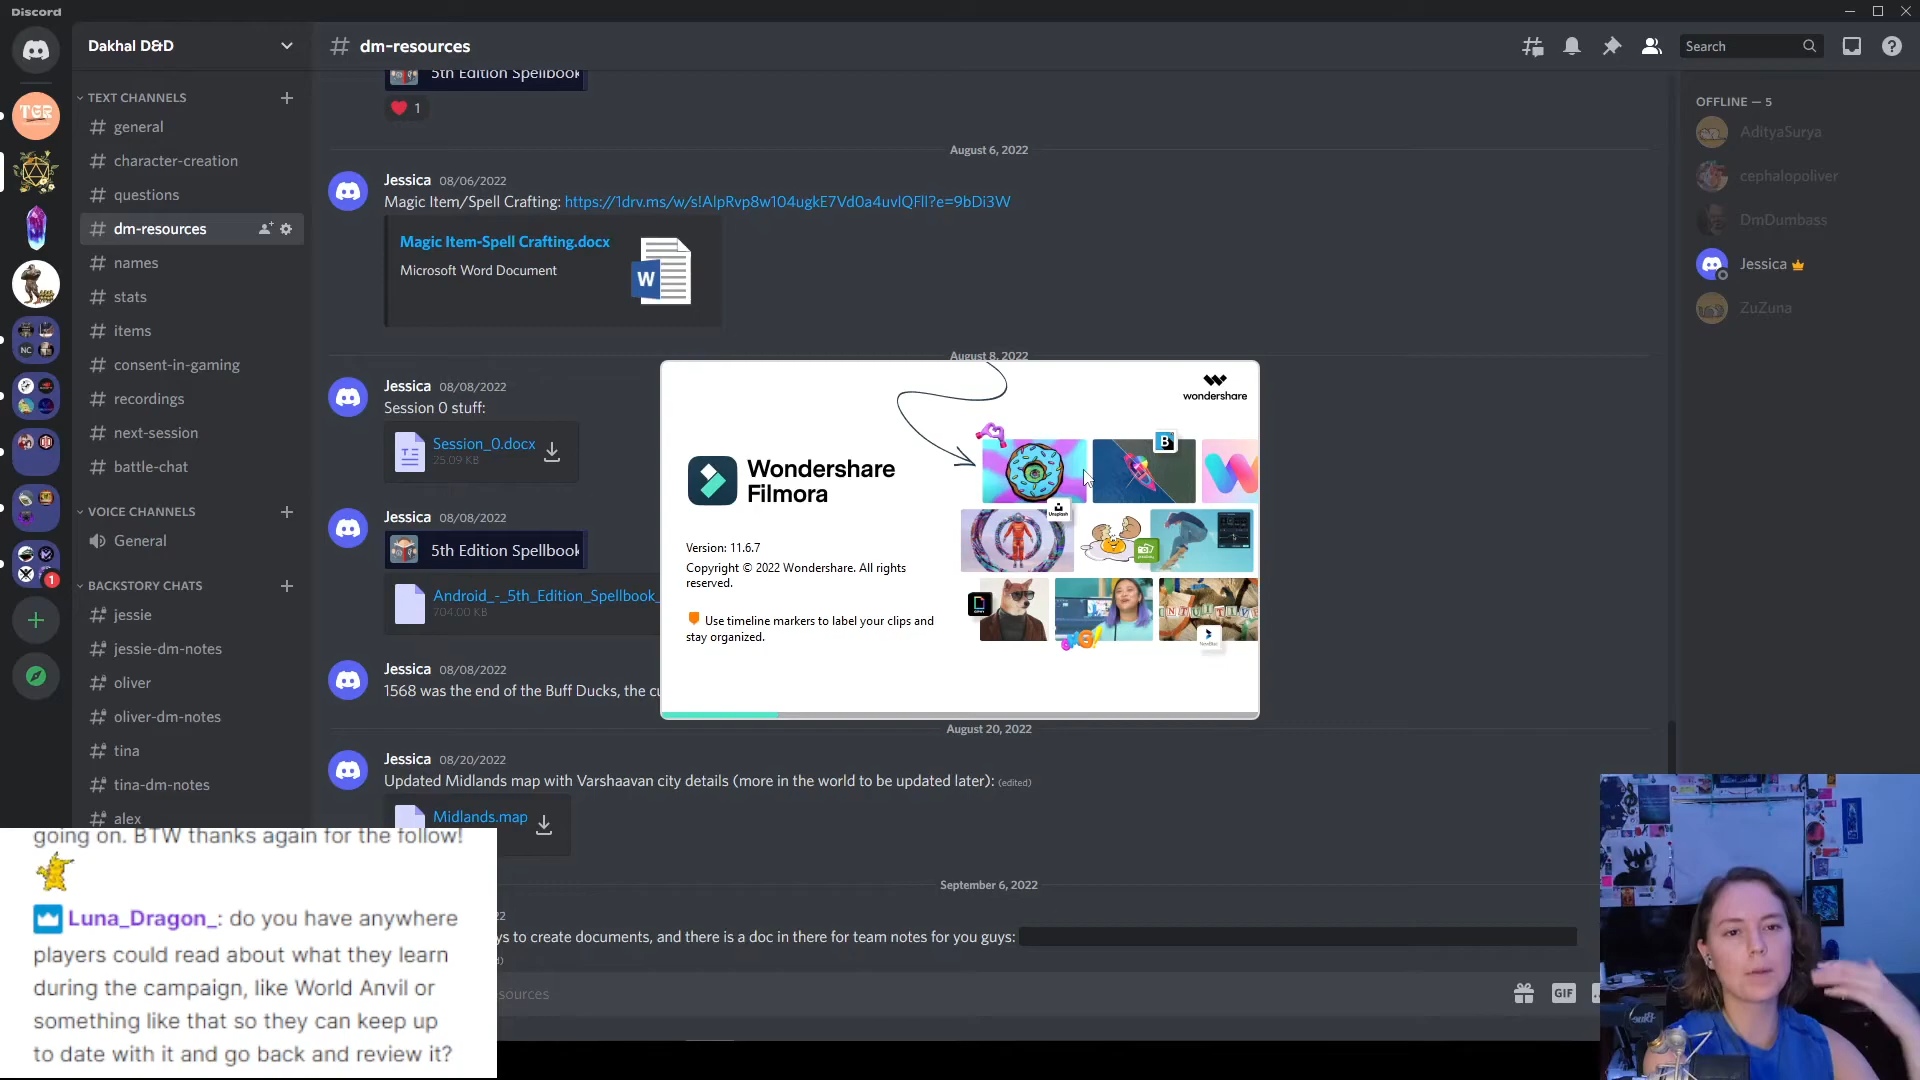 Discord
Dakhal D&D
dm-resources
Search
TEXT CHANNELS
general
character-creation
questions
dm-resources
names
stats
items
consent-in-gaming
recordings
next-session
battle-chat
VOICE CHANNELS
General
BACKSTORY CHATS
jessie
jessie-dm-notes
oliver
oliver-dm-notes
tina
tina-dm-notes
alex
TGR
NC
1
5th Edition Spellbook
1
August 6, 2022
Jessica 08/06/2022
Magic Item/Spell Crafting: https://1drv.ms/w/s!AlpRvp8w104ugkE7Vd0a4uvlQFIl?e=9bDi3W
Magic Item-Spell Crafting.docx
Microsoft Word Document
W
August 8, 2022
Jessica 08/08/2022
Session 0 stuff:
Session_0.docx
25.09 KB
Jessica 08/08/2022
5th Edition Spellbook
Android_-_5th_Edition_Spellbook_
704.00 KB
Jessica 08/08/2022
1568 was the end of the Buff Ducks, the cu
August 20, 2022
Jessica 08/20/2022
Updated Midlands map with Varshaavan city details (more in the world to be updated later): (edited)
Midlands.map
September 6, 2022
22
ys to create documents, and there is a doc in there for team notes for you guys:
d)
sources
GIF
wondershare
Wondershare
Filmora
Version: 11.6.7
Copyright © 2022 Wondershare. All rights
reserved.
Use timeline markers to label your clips and
stay organized.
B
Unsplash
INTUITIVE
OMG!
OFFLINE — 5
AdityaSurya
cephalopoliver
DmDumbass
Jessica
ZuZuna
going on. BTW thanks again for the follow!
Luna_Dragon_: do you have anywhere
players could read about what they learn
during the campaign, like World Anvil or
something like that so they can keep up
to date with it and go back and review it?